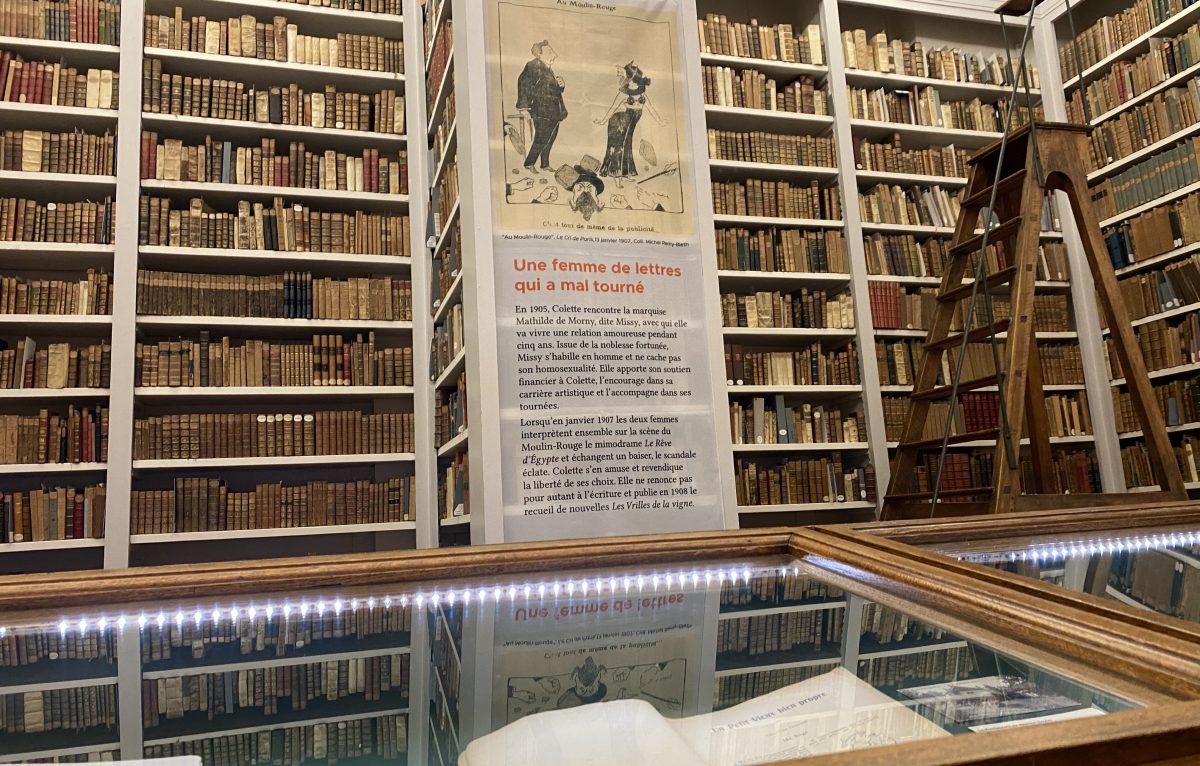 Au Moulin-Rouge
C'est tout de même de la publicité...
"Au Moulin-Rouge", Le Cri de Paris, 13 janvier 1907, Coll. Michel Remy-Bieth
Une femme de lettres
qui a mal tourné
En 1905, Colette rencontre la marquise
Mathilde de Morny, dite Missy, avec qui elle
va vivre une relation amoureuse pendant
cinq ans. Issue de la noblesse fortunée,
Missy s'habille en homme et ne cache pas
son homosexualité. Elle apporte son soutien
financier à Colette, l'encourage dans sa
carrière artistique et l'accompagne dans ses
tournées.
Lorsqu'en janvier 1907 les deux femmes
interprètent ensemble sur la scène du
Moulin-Rouge le mimodrame Le Rêve
d'Égypte et échangent un baiser, le scandale
éclate. Colette s'en amuse et revendique
la liberté de ses choix. Elle ne renonce pas
pour autant à l'écriture et publie en 1908 le
recueil de nouvelles Les Vrilles de la vigne.
Un Petit vieux bien propre